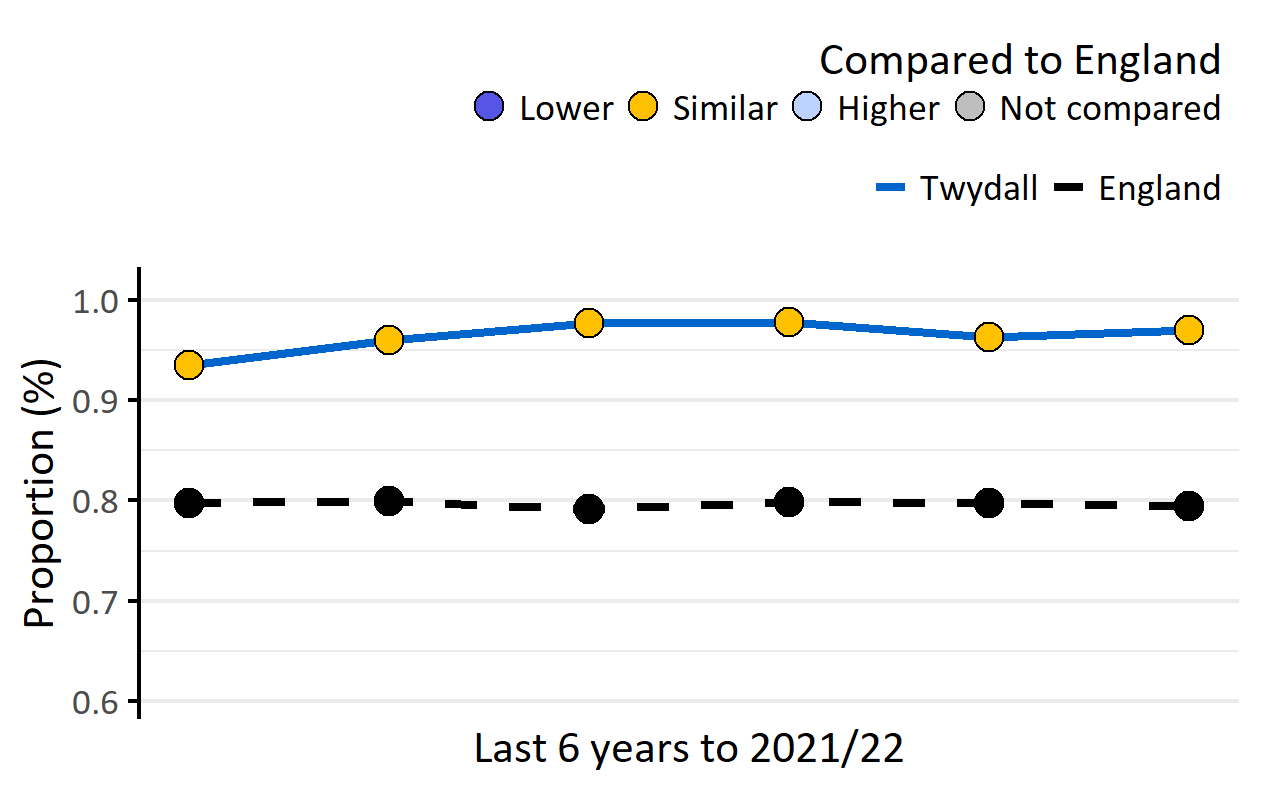 Compared to England
Lower Similar Higher Not compared
Twydall England
Proportion (%)
1.0
0.9
0.8
0.7
0.6
Last 6 years to 2021/22